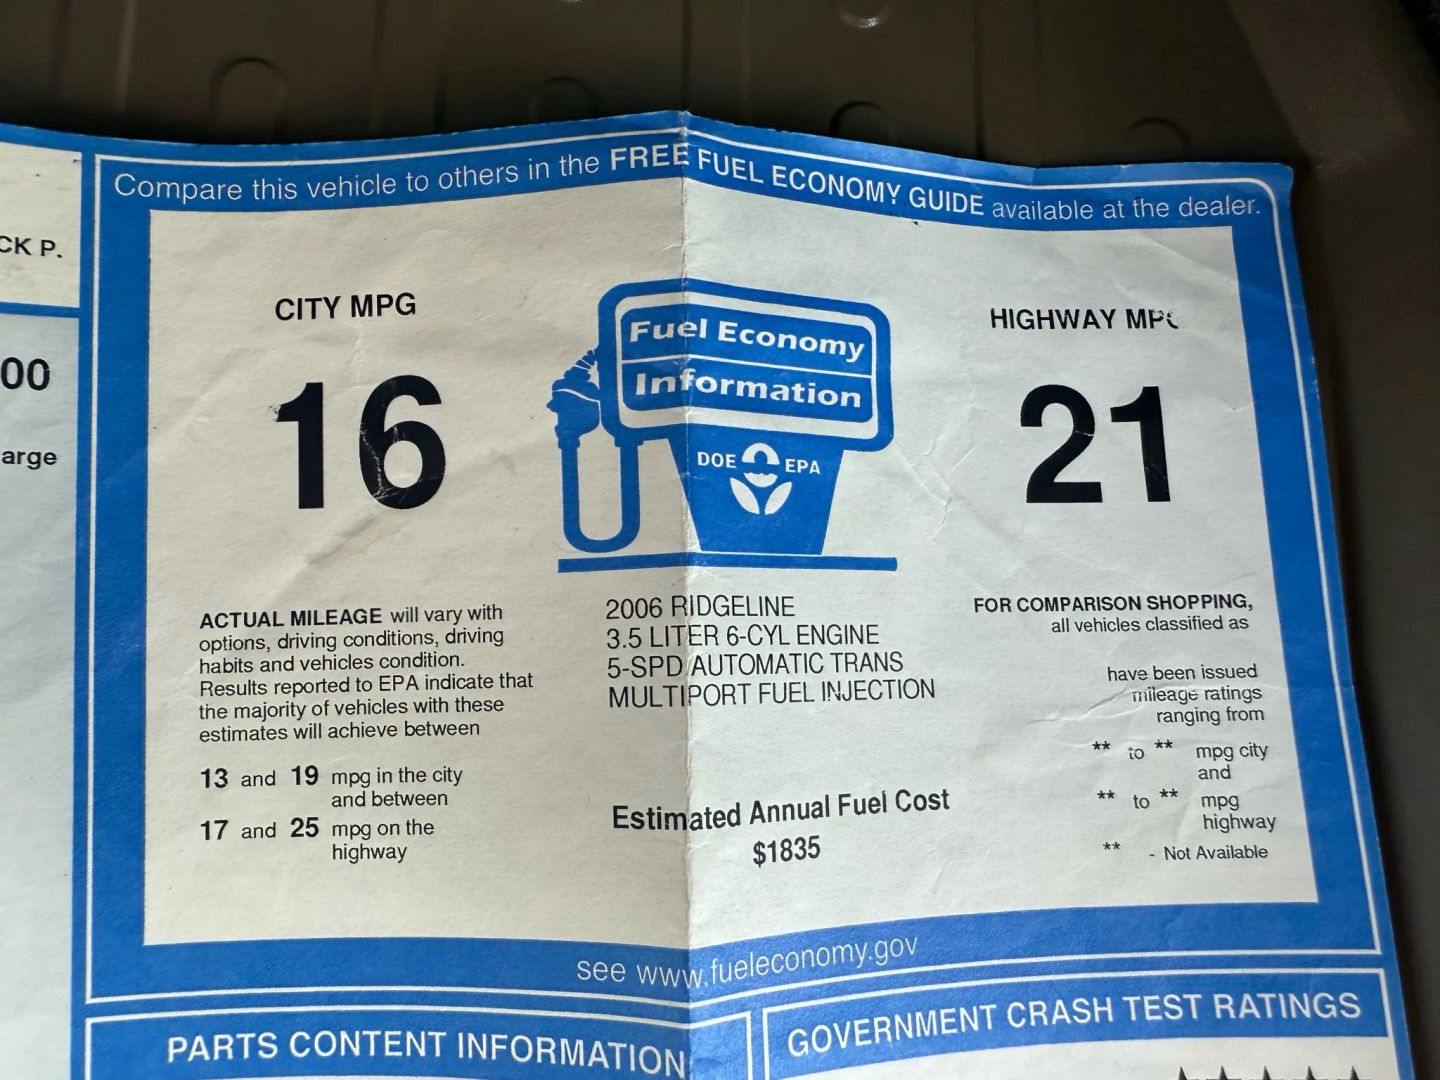 Compare this vehicle to others in the FREE FUEL ECONOMY GUIDE available at the dealer.
CK P.
00
arge
CITY MPG
16
Fuel Economy
Information
DOE EPA
HIGHWAY MPG
21
ACTUAL MILEAGE will vary with
options, driving conditions, driving
habits and vehicles condition.
Results reported to EPA indicate that
the majority of vehicles with these
estimates will achieve between
13 and 19 mpg in the city
and between
17 and 25 mpg on the
highway
2006 RIDGELINE
3.5 LITER 6-CYL ENGINE
5-SPD AUTOMATIC TRANS
MULTIPORT FUEL INJECTION
Estimated Annual Fuel Cost
$1835
FOR COMPARISON SHOPPING,
all vehicles classified as
have been issued
mileage ratings
ranging from
** to ** mpg city
and
** to ** mpg
highway
** - Not Available
see www.fueleconomy.gov
PARTS CONTENT INFORMATION
GOVERNMENT CRASH TEST RATINGS